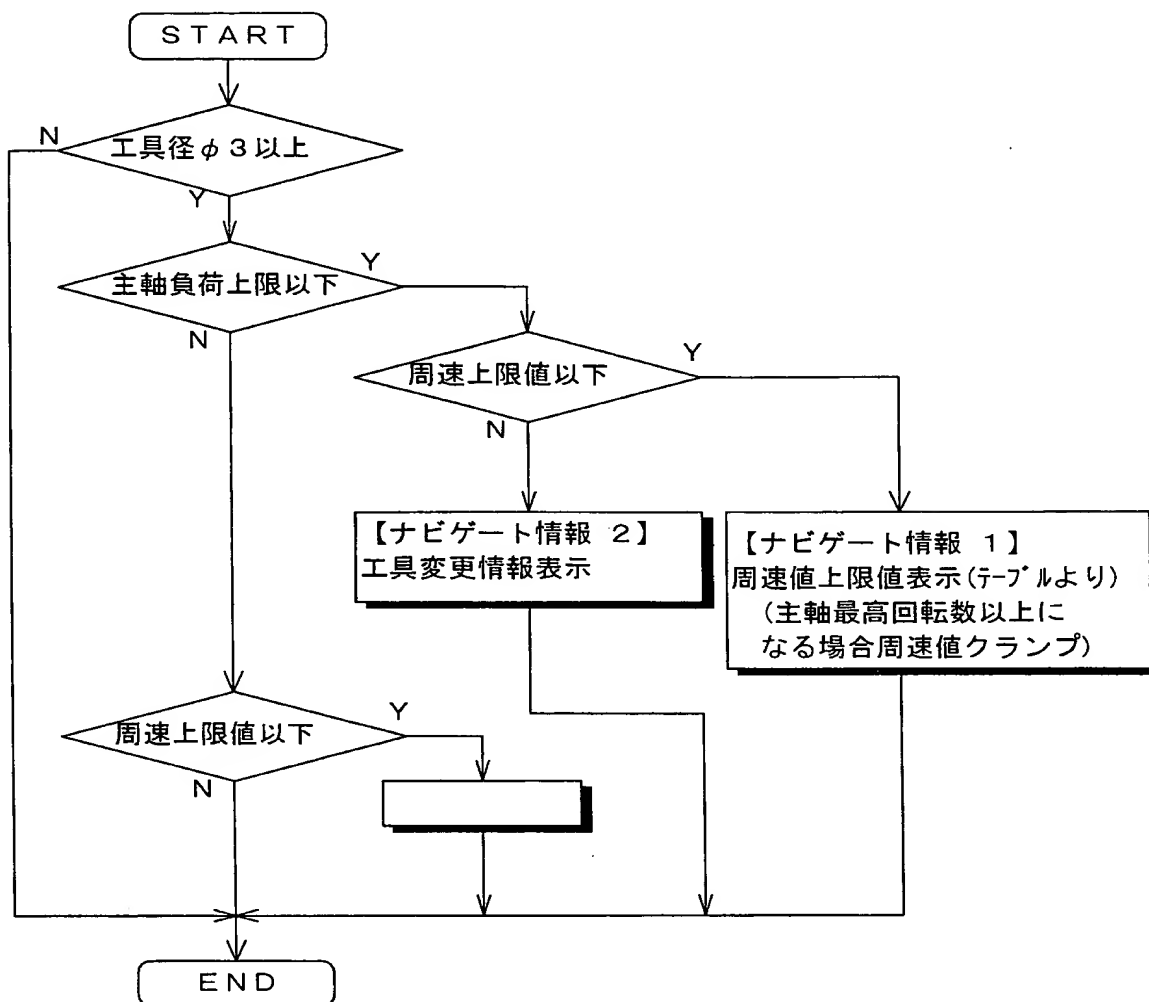 START
工具径φ3以上
N
Y
主軸負荷上限以下
Y
N
周速上限値以下
Y
N
【ナビゲート情報 2】
工具変更情報表示
【ナビゲート情報 1】
周速値上限値表示(テーブルより)
(主軸最高回転数以上に
なる場合周速値クランプ)
周速上限値以下
Y
N
END